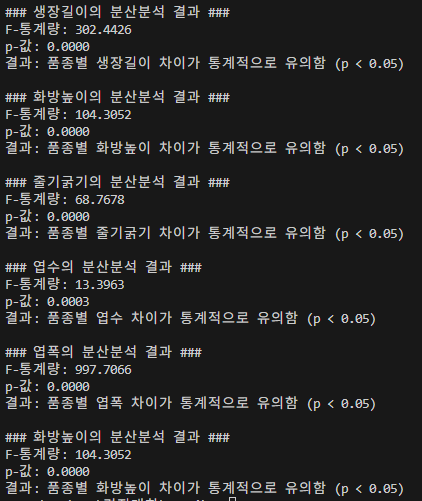 ### 생장길이의 분산분석 결과 ###
F-통계량: 302.4426
p-값: 0.0000
결과: 품종별 생장길이 차이가 통계적으로 유의함 (p < 0.05)
### 화방높이의 분산분석 결과 ###
F-통계량: 104.3052
p-값: 0.0000
결과: 품종별 화방높이 차이가 통계적으로 유의함 (p < 0.05)
### 줄기굵기의 분산분석 결과 ###
F-통계량: 68.7678
p-값: 0.0000
결과: 품종별 줄기굵기 차이가 통계적으로 유의함 (p < 0.05)
### 엽수의 분산분석 결과 ###
F-통계량: 13.3963
p-값: 0.0003
결과: 품종별 엽수 차이가 통계적으로 유의함 (p < 0.05)
### 엽폭의 분산분석 결과 ###
F-통계량: 997.7066
p-값: 0.0000
결과: 품종별 엽폭 차이가 통계적으로 유의함 (p < 0.05)
### 화방높이의 분산분석 결과 ###
F-통계량: 104.3052
p-값: 0.0000
결과: 품종별 화방높이 차이가 통계적으로 유의함 (p < 0.05)